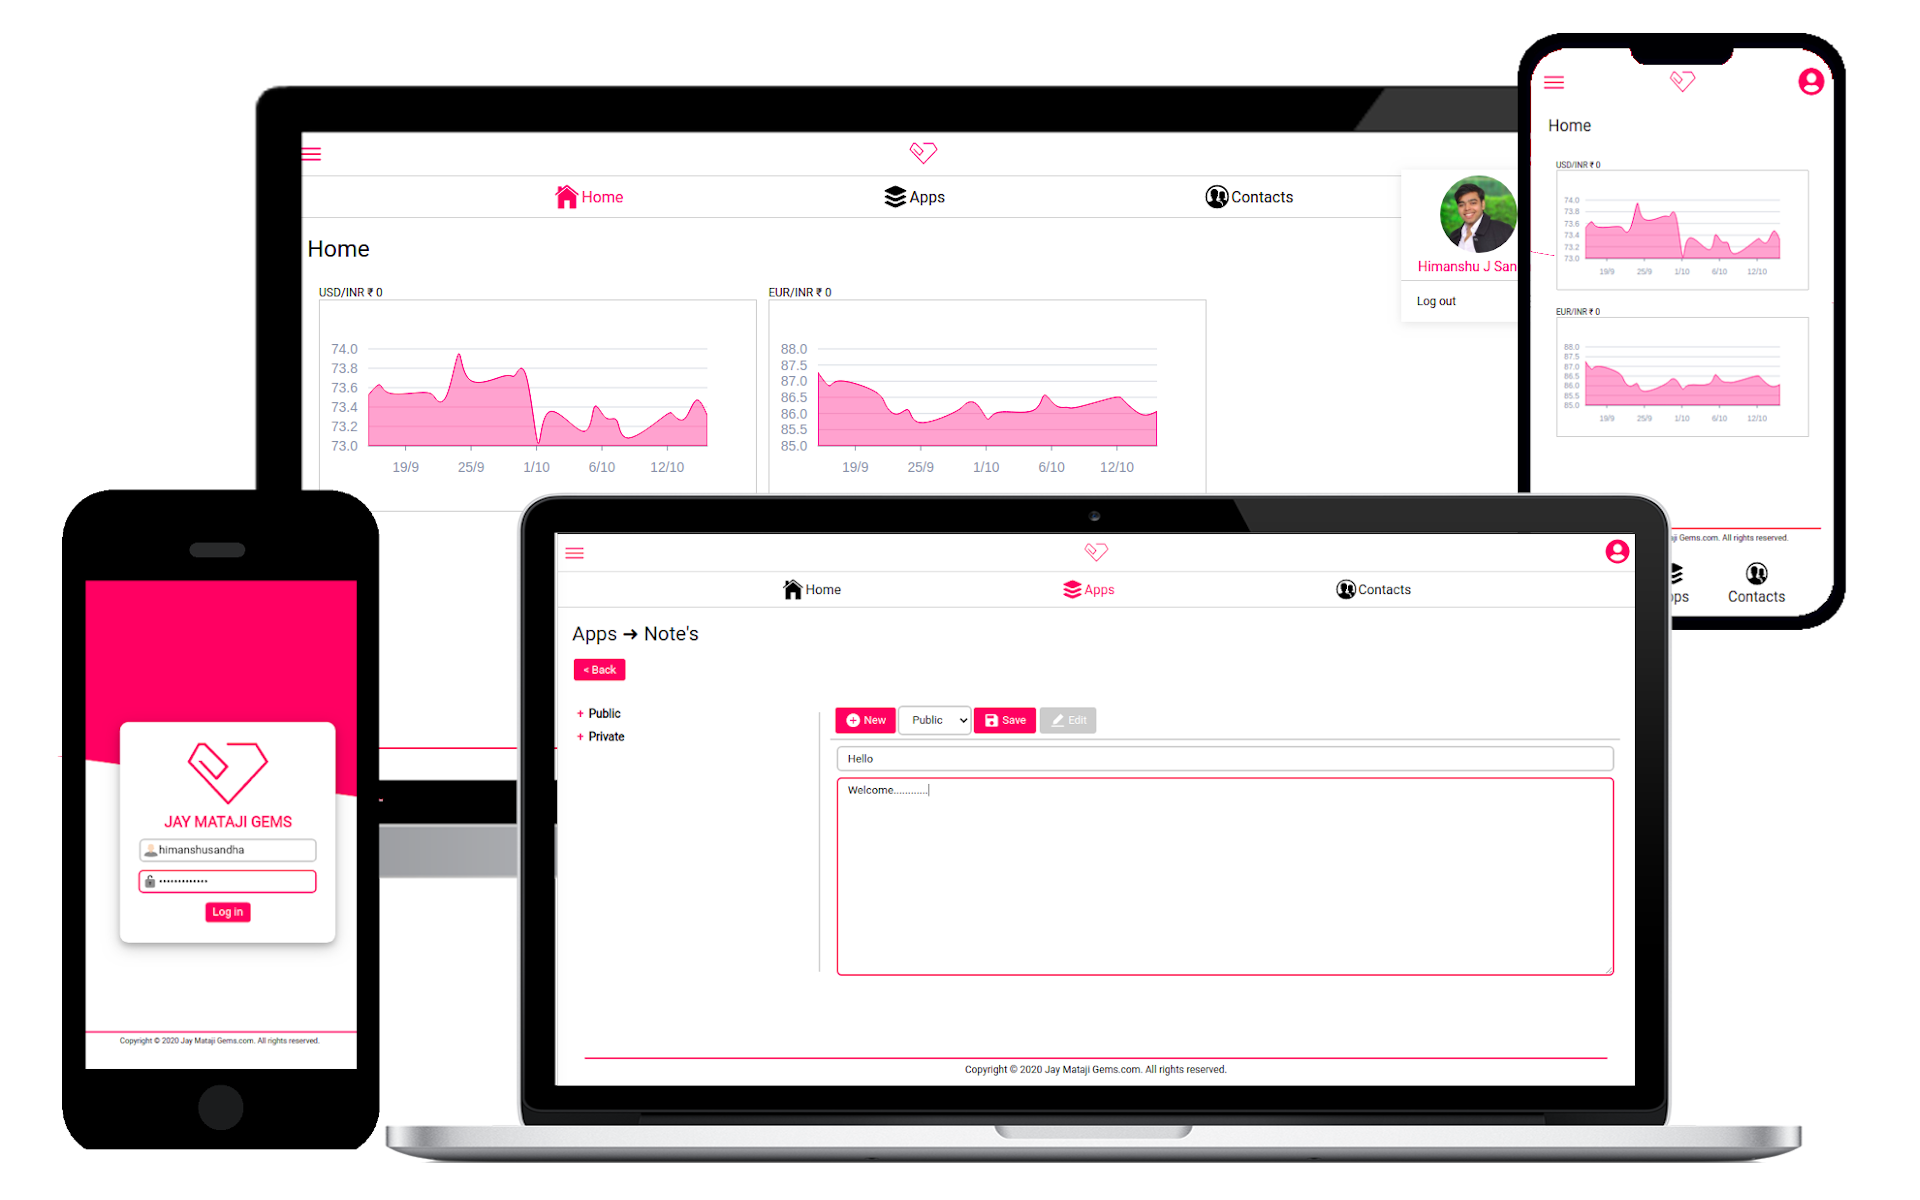 Home
Apps
Contacts
Home
Himanshu J San
Log out
USD/INR ₹ 0
74.0
73.8
73.6
73.4
73.2
73.0
19/9 25/9 1/10 6/10 12/10
EUR/INR ₹ 0
88.0
87.5
87.0
86.5
86.0
85.5
85.0
19/9 25/9 1/10 6/10 12/10
Home
USD/INR ₹ 0
74.0
73.8
73.6
73.4
73.2
73.0
19/9 25/9 1/10 6/10 12/10
EUR/INR ₹ 0
88.0
87.5
87.0
86.5
86.0
85.5
85.0
19/9 25/9 1/10 6/10 12/10
Gems.com. All rights reserved.
Contacts
JAY MATAJI GEMS
himanshusandha
•••••••••••••
Log in
Copyright © 2020 Jay Mataji Gems.com. All rights reserved.
Home
Apps
Contacts
Apps ➜ Note's
< Back
+ Public
+ Private
New
Public
Save
Edit
Hello
Welcome............
Copyright © 2020 Jay Mataji Gems.com. All rights reserved.